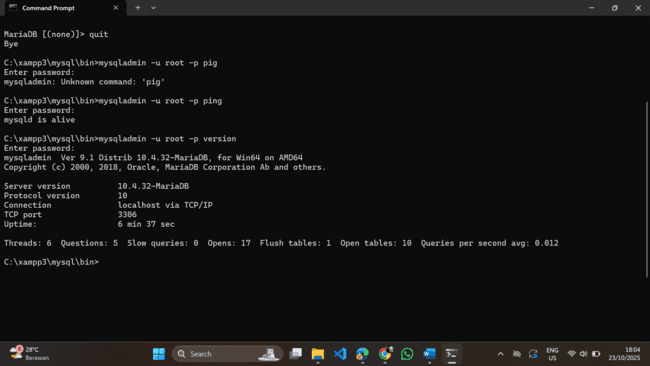 Command Prompt
MariaDB [(none)]> quit
Bye
C:\xampp3\mysql\bin>mysqladmin -u root -p pig
Enter password:
mysqladmin: Unknown command: 'pig'
C:\xampp3\mysql\bin>mysqladmin -u root -p ping
Enter password:
mysqld is alive
C:\xampp3\mysql\bin>mysqladmin -u root -p version
Enter password:
mysqladmin  Ver 9.1 Distrib 10.4.32-MariaDB, for Win64 on AMD64
Copyright (c) 2000, 2018, Oracle, MariaDB Corporation Ab and others.
Server version          10.4.32-MariaDB
Protocol version        10
Connection              localhost via TCP/IP
TCP port                3306
Uptime:                 6 min 37 sec
Threads: 6  Questions: 5  Slow queries: 0  Opens: 17  Flush tables: 1  Open tables: 10  Queries per second avg: 0.012
C:\xampp3\mysql\bin>
28°C
Berawan
Search
ENG
US
18:04
23/10/2025